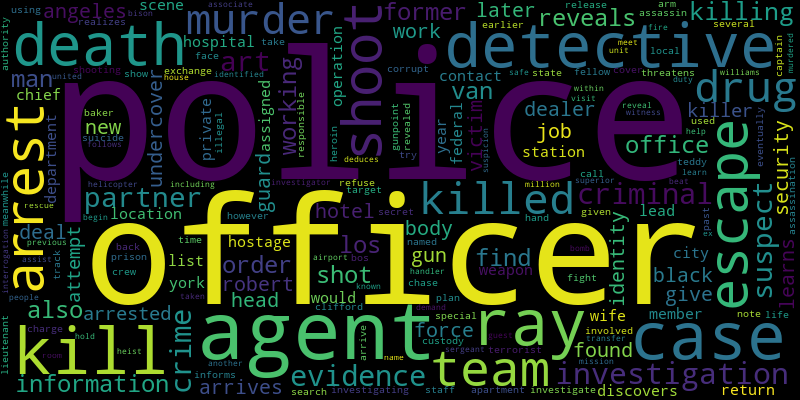 using
angeles
scene
associate
murder
former
later
earlier
release
arm
assassin
killing
authority
realizes
bison
hospital
take
work
reveals
several
death
detective
meet
unit
fire
local
man
united
shooting
show
face
art
operation
corrupt
contact
safe
state
fellow
cover
threatens
captain
murdered
chief
exchange
house
identified
shoot
van
within
visit
reveal
williams
duty
drug
police
arrest
baker
new
suicide
follows
undercover
private
illegal
working
responsible
heroin
gunpoint
revealed
try
year
federal
victim
dealer
suspicion
job
station
office
killer
witness
used
help
eventually
department
helicopter
including
assigned
deduces
investigator
refuse
target
call
superior
million
teddy
learn
beat
assassination
security
meanwhile
rescue
partner
guard
killed
criminal
escape
suspect
interrogation
begin
location
however
hotel
secret
body
named
hand
given
lead
past
note
life
deal
previous
assist
track
attempt
back
prison
crew
time
list
york
hostage
airport
los
bos
known
gun
handler
chase
find
weapon
bomb
fight
identity
city
black
give
learns
officer
people
also
arrested
taken
order
robert
head
shot
would
clifford
plan
special
demand
force
custody
sergeant
terrorist
ray
guest
wife
involved
found
transfer
mission
member
case
lieutenant
charge
hold
room
kill
heist
crime
another
informs
agent
arrive
name
team
investigation
information
arrives
evidence
search
investigating
staff
apartment
investigate
discovers
return